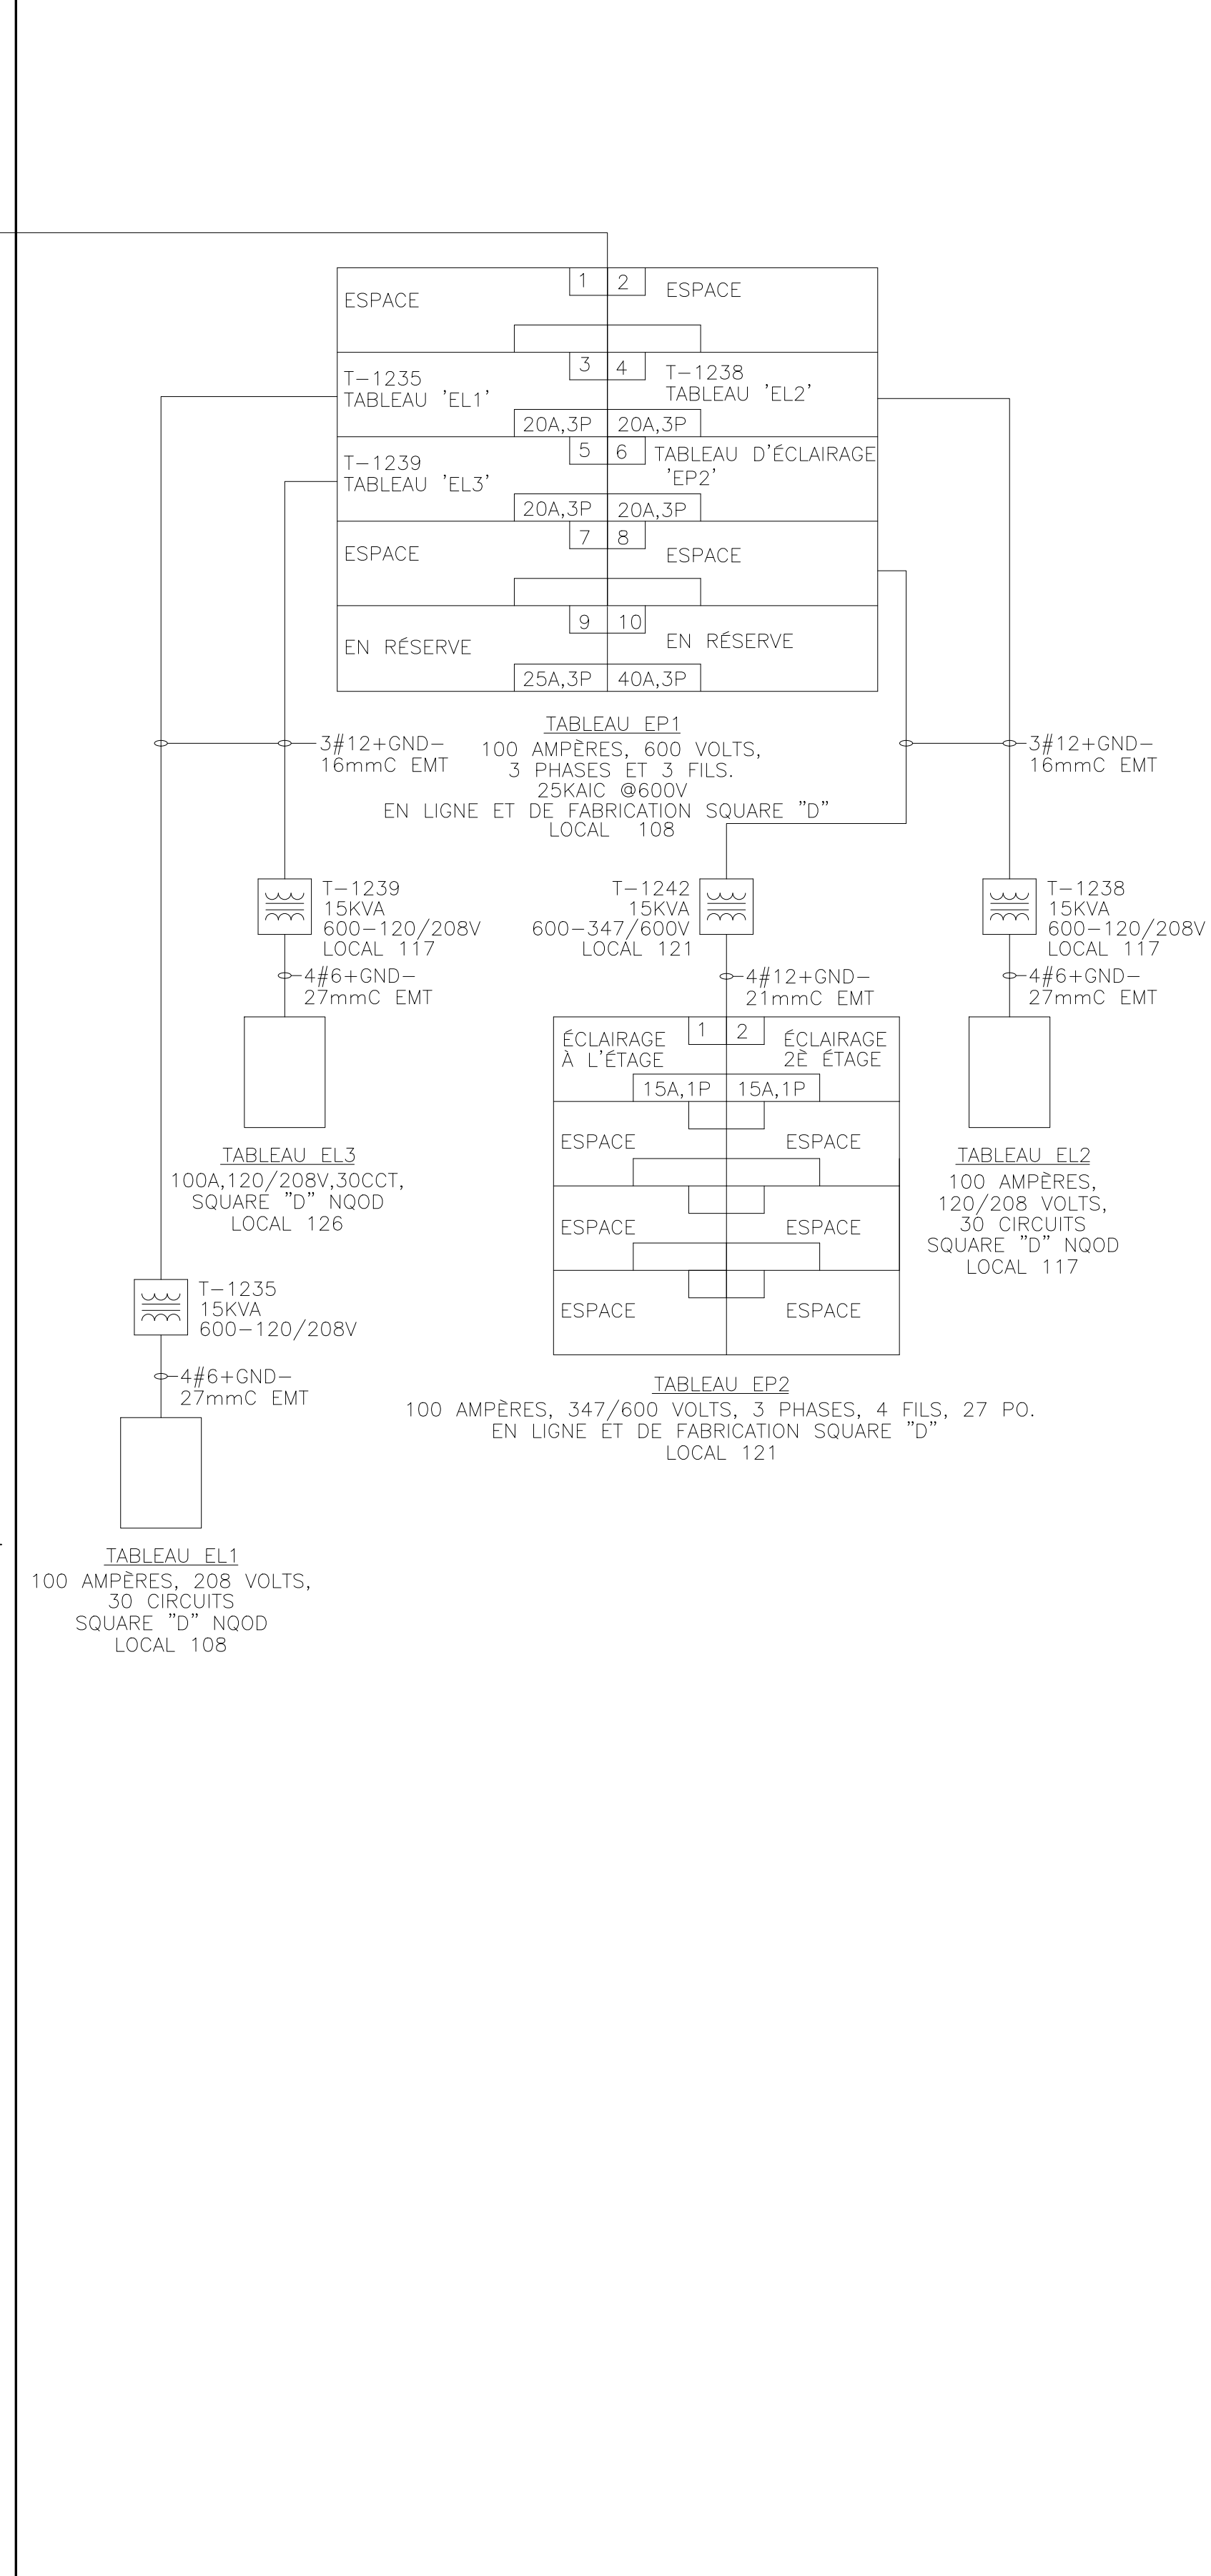 1 2
ESPACE
ESPACE
3 4
T-1235
TABLEAU 'EL1'
T-1238
TABLEAU 'EL2'
20A,3P 20A,3P
5 6
T-1239
TABLEAU 'EL3'
TABLEAU D'ÉCLAIRAGE
'EP2'
20A,3P 20A,3P
7 8
ESPACE
ESPACE
9 10
EN RÉSERVE
EN RÉSERVE
25A,3P 40A,3P
TABLEAU EP1
100 AMPÈRES, 600 VOLTS,
3 PHASES ET 3 FILS.
25KAIC @600V
EN LIGNE ET DE FABRICATION SQUARE "D"
LOCAL 108
3#12+GND-
16mmC EMT
3#12+GND-
16mmC EMT
T-1239
15KVA
600-120/208V
LOCAL 117
4#6+GND-
27mmC EMT
T-1242
15KVA
600-347/600V
LOCAL 121
4#12+GND-
21mmC EMT
T-1238
15KVA
600-120/208V
LOCAL 117
4#6+GND-
27mmC EMT
TABLEAU EL3
100A,120/208V,30CCT,
SQUARE "D" NQOD
LOCAL 126
1 2
ÉCLAIRAGE
À L'ÉTAGE
ÉCLAIRAGE
2È ÉTAGE
15A,1P 15A,1P
ESPACE ESPACE
ESPACE ESPACE
ESPACE ESPACE
TABLEAU EP2
100 AMPÈRES, 347/600 VOLTS, 3 PHASES, 4 FILS, 27 PO.
EN LIGNE ET DE FABRICATION SQUARE "D"
LOCAL 121
TABLEAU EL2
100 AMPÈRES,
120/208 VOLTS,
30 CIRCUITS
SQUARE "D" NQOD
LOCAL 117
T-1235
15KVA
600-120/208V
4#6+GND-
27mmC EMT
TABLEAU EL1
100 AMPÈRES, 208 VOLTS,
30 CIRCUITS
SQUARE "D" NQOD
LOCAL 108